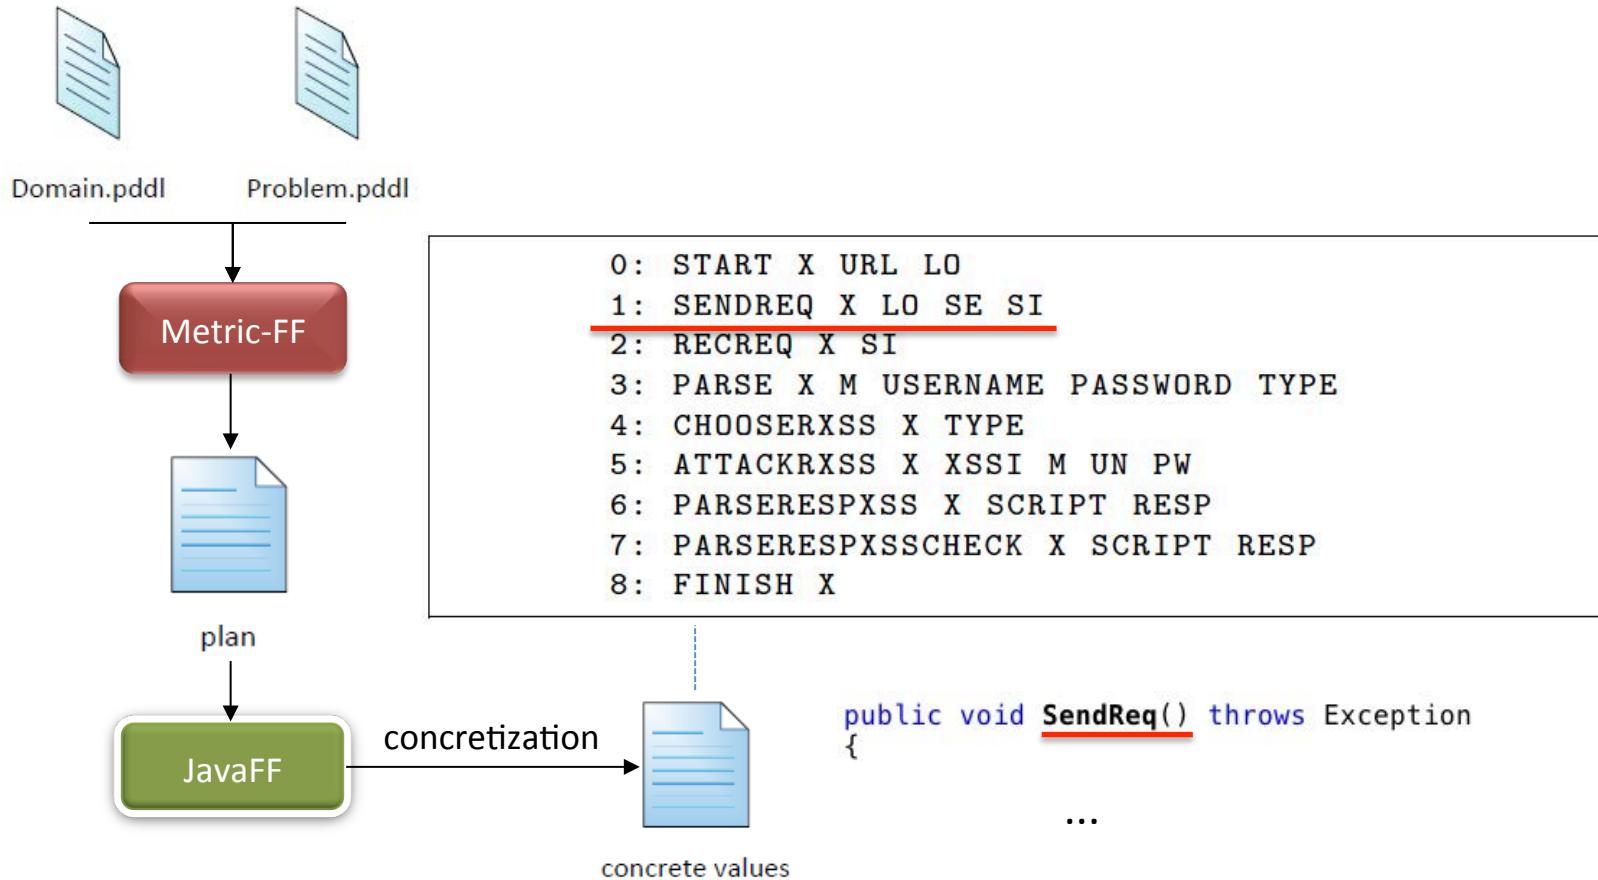 Domain.pddl
Problem.pddl
Metric-FF
plan
JavaFF
concretization
concrete values
0: START X URL LO
1: SENDREQ X LO SE SI
2: RECREQ X SI
3: PARSE X M USERNAME PASSWORD TYPE
4: CHOOSERXSS X TYPE
5: ATTACKRXSS X XSSI M UN PW
6: PARSERESPXSS X SCRIPT RESP
7: PARSERESPXSSCHECK X SCRIPT RESP
8: FINISH X
public void SendReq() throws Exception
{
...